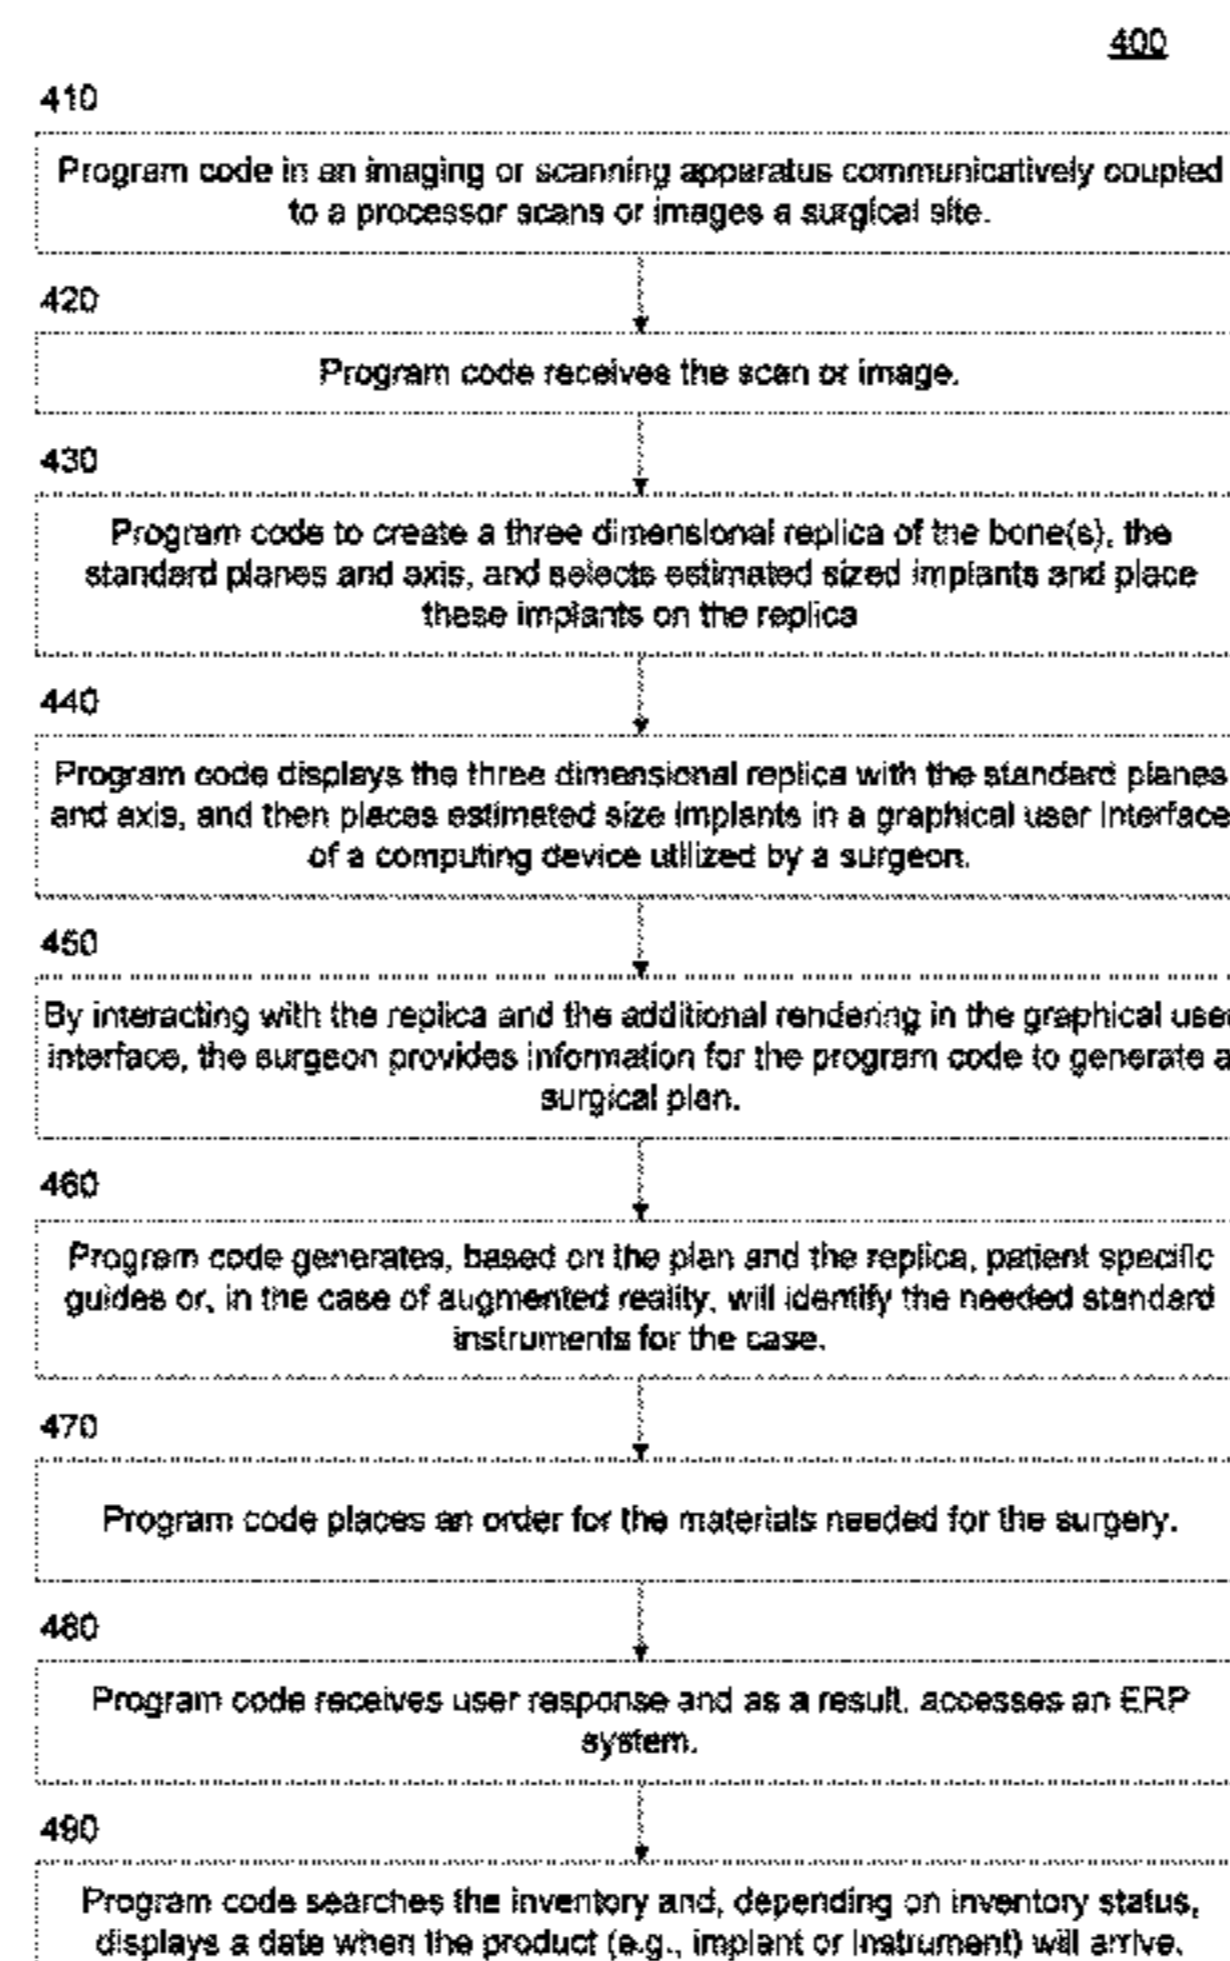 400
410
Program code in an imaging or scanning apparatus communicatively coupled
to a processor scans or images a surgical site.
420
Program code receives the scan or image.
430
Program code to create a three dimensional replica of the bone(s), the
standard planes and axis, and selects estimated sized implants and place
these implants on the replica
440
Program code displays the three dimensional replica with the standard planes
and axis, and then places estimated size implants in a graphical user interface
of a computing device utilized by a surgeon.
450
By interacting with the replica and the additional rendering in the graphical user
interface, the surgeon provides information for the program code to generate a
surgical plan.
460
Program code generates, based on the plan and the replica, patient specific
guides or, in the case of augmented reality, will identify the needed standard
instruments for the case.
470
Program code places an order for the materials needed for the surgery.
480
Program code receives user response and as a result, accesses an ERP
system.
490
Program code searches the inventory and, depending on inventory status,
displays a date when the product (e.g., implant or instrument) will arrive.